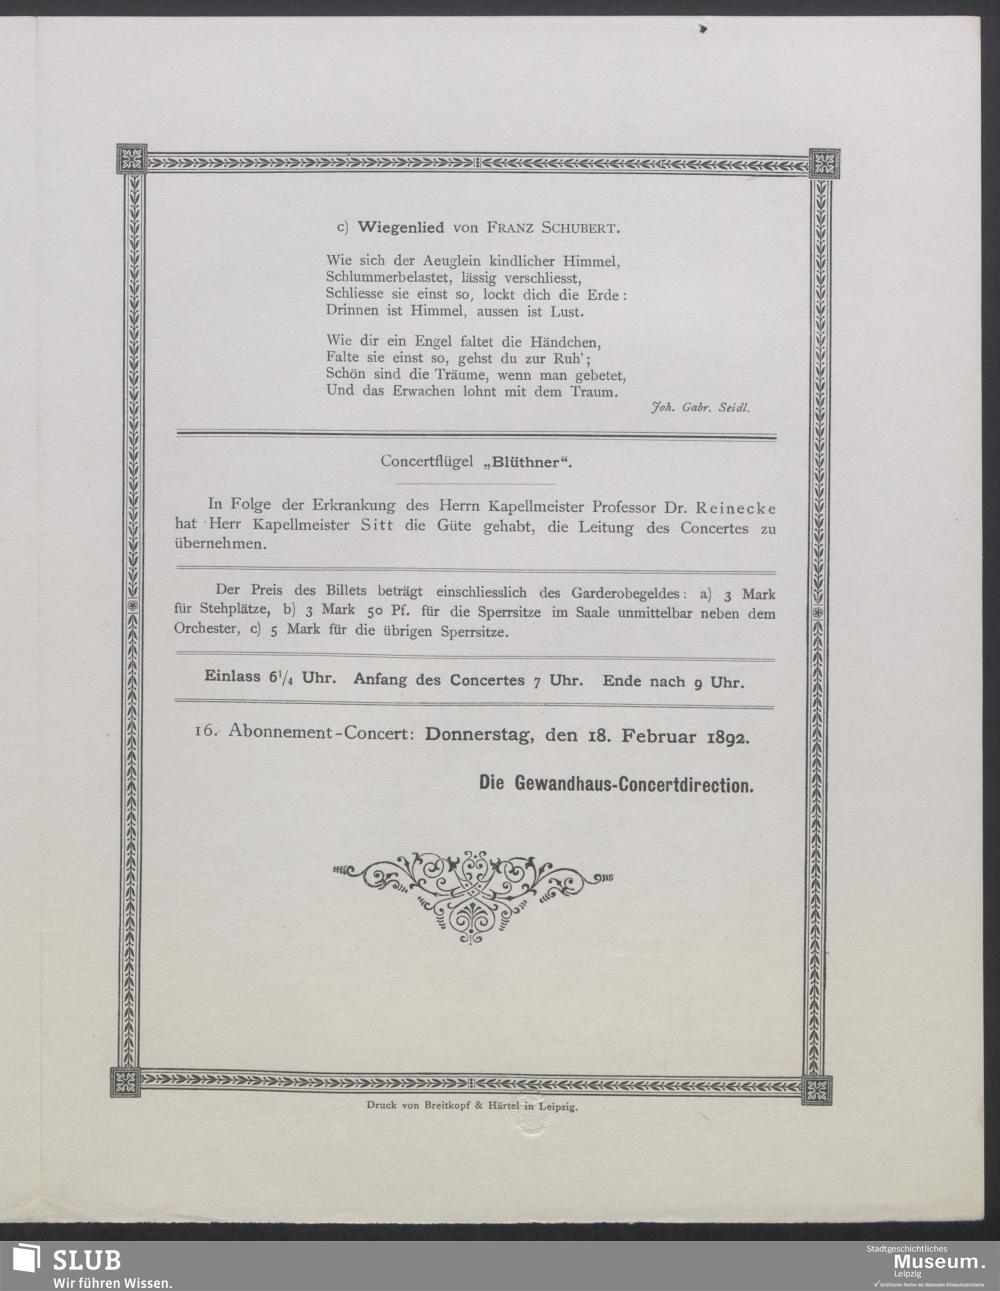 c) Wiegenlied von FRANZ SCHUBERT.
Wie sich der Aeuglein kindlicher Himmel,
Schlummerbelastet, lässig verschliesst,
Schliesse sie einst so, lockt dich die Erde :
Drinnen ist Himmel, aussen ist Lust.
Wie dir ein Engel faltet die Händchen,
Falte sie einst so, gehst du zur Ruh' ;
Schön sind die Träume, wenn man gebetet,
Und das Erwachen lohnt mit dem Traum.
Joh. Gabr. Seidl.
Concertflügel „Blüthner“.
In Folge der Erkrankung des Herrn Kapellmeister Professor Dr. Reinecke
hat Herr Kapellmeister Sitt die Güte gehabt, die Leitung des Concertes zu
übernehmen.
Der Preis des Billets beträgt einschliesslich des Garderobegeldes : a) 3 Mark
für Stehplätze, b) 3 Mark 50 Pf. für die Sperrsitze im Saale unmittelbar neben dem
Orchester, c) 5 Mark für die übrigen Sperrsitze.
Einlass 6¹/₄ Uhr. Anfang des Concertes 7 Uhr. Ende nach 9 Uhr.
16. Abonnement-Concert: Donnerstag, den 18. Februar 1892.
Die Gewandhaus-Concertdirection.
Druck von Breitkopf & Härtel in Leipzig.
SLUB
Wir führen Wissen.
Stadtgeschichtliches
Museum.
Leipzig
Zertifizierter Partner der Nationalen Klimaschutzinitiative